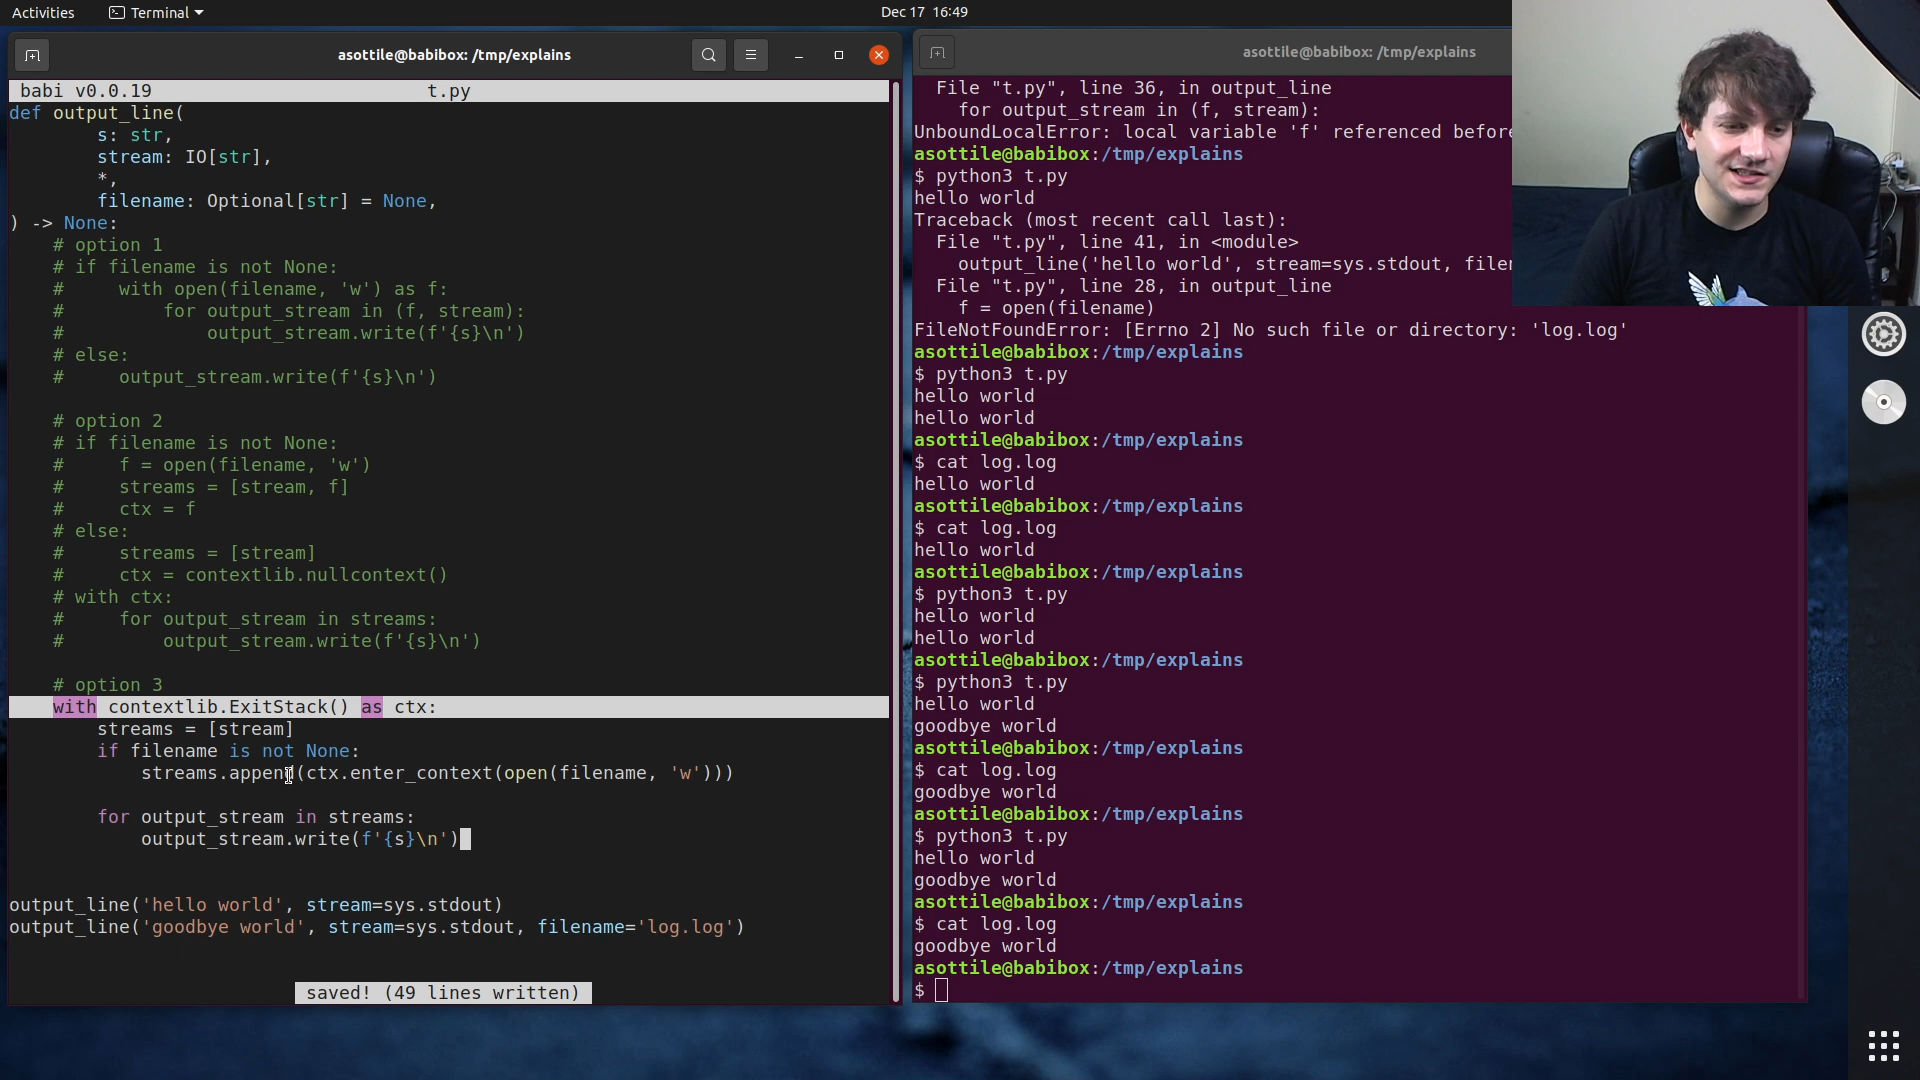 Activities
Terminal
Dec 17 16:49
asottile@babibox: /tmp/explains
babi v0.0.19 t.py
def output_line(
        s: str,
        stream: IO[str],
        *,
        filename: Optional[str] = None,
) -> None:
    # option 1
    # if filename is not None:
    #     with open(filename, 'w') as f:
    #         for output_stream in (f, stream):
    #             output_stream.write(f'{s}\n')
    # else:
    #     output_stream.write(f'{s}\n')
    # option 2
    # if filename is not None:
    #     f = open(filename, 'w')
    #     streams = [stream, f]
    #     ctx = f
    # else:
    #     streams = [stream]
    #     ctx = contextlib.nullcontext()
    # with ctx:
    #     for output_stream in streams:
    #         output_stream.write(f'{s}\n')
    # option 3
    with contextlib.ExitStack() as ctx:
        streams = [stream]
        if filename is not None:
            streams.append(ctx.enter_context(open(filename, 'w')))
        for output_stream in streams:
            output_stream.write(f'{s}\n')
output_line('hello world', stream=sys.stdout)
output_line('goodbye world', stream=sys.stdout, filename='log.log')
saved! (49 lines written)
asottile@babibox: /tmp/explains
  File "t.py", line 36, in output_line
    for output_stream in (f, stream):
UnboundLocalError: local variable 'f' referenced befor
asottile@babibox:/tmp/explains
$ python3 t.py
hello world
Traceback (most recent call last):
  File "t.py", line 41, in <module>
    output_line('hello world', stream=sys.stdout, filen
  File "t.py", line 28, in output_line
    f = open(filename)
FileNotFoundError: [Errno 2] No such file or directory: 'log.log'
asottile@babibox:/tmp/explains
$ python3 t.py
hello world
hello world
asottile@babibox:/tmp/explains
$ cat log.log
hello world
asottile@babibox:/tmp/explains
$ cat log.log
hello world
asottile@babibox:/tmp/explains
$ python3 t.py
hello world
hello world
asottile@babibox:/tmp/explains
$ python3 t.py
hello world
goodbye world
asottile@babibox:/tmp/explains
$ cat log.log
goodbye world
asottile@babibox:/tmp/explains
$ python3 t.py
hello world
goodbye world
asottile@babibox:/tmp/explains
$ cat log.log
goodbye world
asottile@babibox:/tmp/explains
$